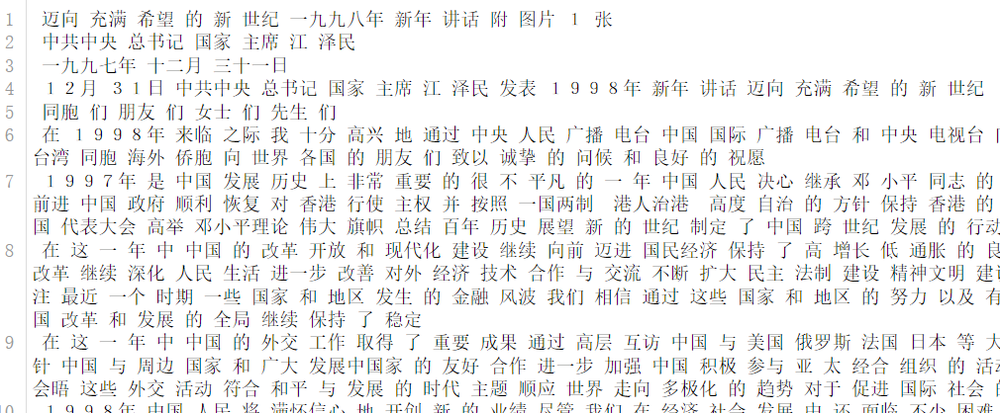 1 迈向 充满 希望 的 新 世纪 一九九八年 新年 讲话 附 图片 １ 张
2 中共中央 总书记 国家 主席 江 泽民
3 一九九七年 十二月 三十一日
4 １２月 ３１日 中共中央 总书记 国家 主席 江 泽民 发表 １９９８年 新年 讲话 迈向 充满 希望 的 新 世纪
5 同胞 们 朋友 们 女士 们 先生 们
6 在 １９９８年 来临 之际 我 十分 高兴 地 通过 中央 人民 广播 电台 中国 国际 广播 电台 和 中央 电视台
台湾 同胞 海外 侨胞 向 世界 各国 的 朋友 们 致以 诚挚 的 问候 和 良好 的 祝愿
7 １９９７年 是 中国 发展 历史 上 非常 重要 的 很 不 平凡 的 一 年 中国 人民 决心 继承 邓 小平 同志 的
前进 中国 政府 顺利 恢复 对 香港 行使 主权 并 按照 一国两制 港人治港 高度 自治 的 方针 保持 香港 的
国 代表大会 高举 邓小平理论 伟大 旗帜 总结 百年 历史 展望 新 的 世纪 制定 了 中国 跨 世纪 发展 的 行动
8 在 这 一 年 中 中国 的 改革 开放 和 现代化 建设 继续 向前 迈进 国民经济 保持 了 高 增长 低 通胀 的 良
改革 继续 深化 人民 生活 进一步 改善 对外 经济 技术 合作 与 交流 不断 扩大 民主 法制 建设 精神文明 建设
注 最近 一个 时期 一些 国家 和 地区 发生 的 金融 风波 我们 相信 通过 这些 国家 和 地区 的 努力 以及 有
国 改革 和 发展 的 全局 继续 保持 了 稳定
9 在 这 一 年 中 中国 的 外交 工作 取得 了 重要 成果 通过 高层 互访 中国 与 美国 俄罗斯 法国 日本 等 大
针 中国 与 周边 国家 和 广大 发展中国家 的 友好 合作 进一步 加强 中国 积极 参与 亚 太 经合 组织 的 活动
会晤 这些 外交 活动 符合 和平 与 发展 的 时代 主题 顺应 世界 走向 多极化 的 趋势 对于 促进 国际 社会 的
10 １９９８年 中国 人民 将 满怀信心 地 开创 新 的 业绩 尽管 我们 在 经济 社会 发展 中 还 面临 不少 困难